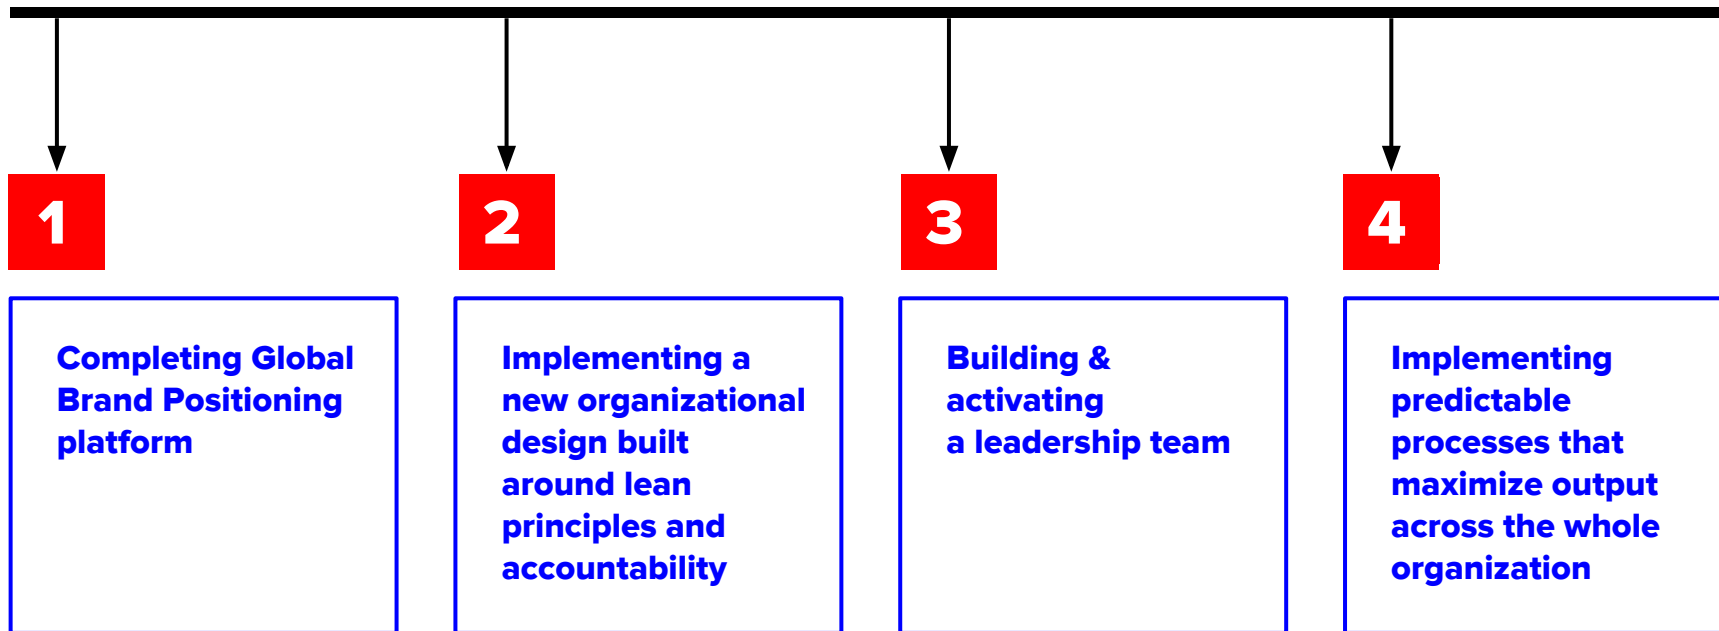 1
Completing Global
Brand Positioning
platform
2
Implementing a
new organizational
design built
around lean
principles and
accountability
3
Building &
activating
a leadership team
4
Implementing
predictable
processes that
maximize output
across the whole
organization